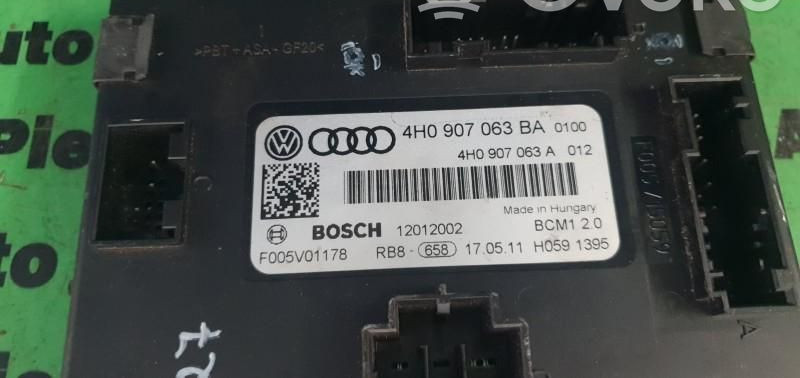 >PBT+ASA-GF20<
4H0 907 063 BA 0100
4H0 907 063 A 012
Made in Hungary
BOSCH 12012002 BCM1 2.0
F005V01178 RB8-658 17.05.11 H059 1395
C
A
Auto